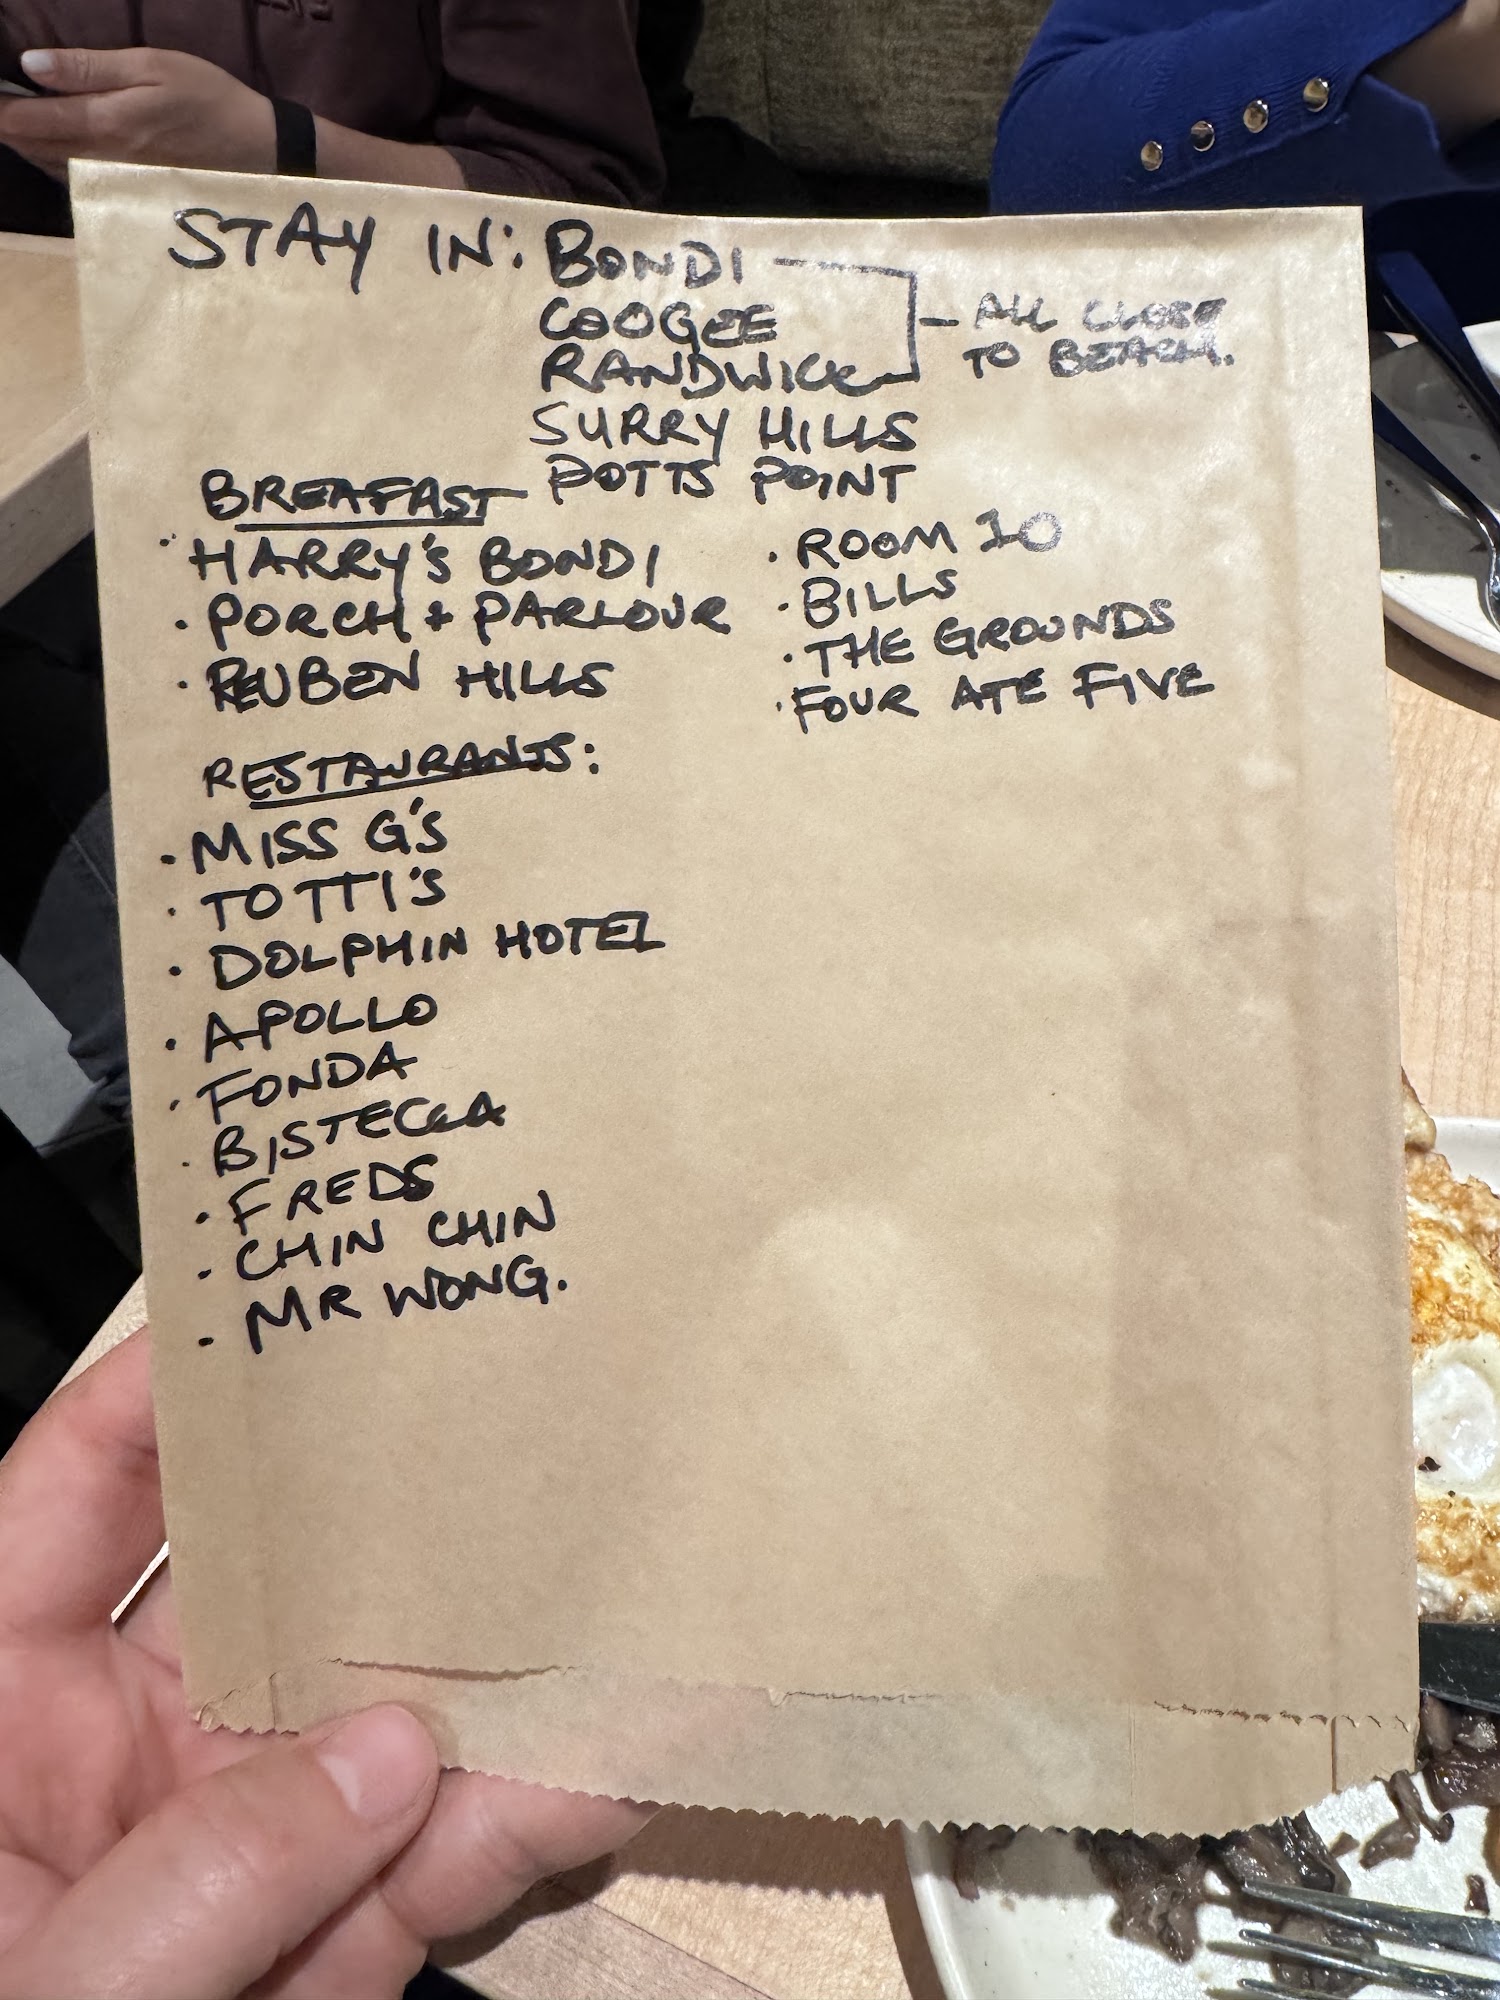 STAY IN: BONDI
COOGEE
RANDWICK
- ALL CLOSE
TO BEACH.
SURRY HILLS
POTTS POINT
BREAFAST
· HARRY'S BONDI
· PORCH + PARLOUR
· REUBEN HILLS
· ROOM 10
· BILLS
· THE GROUNDS
· FOUR ATE FIVE
RESTAURANTS:
· MISS G'S
· TOTTI'S
· DOLPHIN HOTEL
· APOLLO
· FONDA
· BISTECCA
· FREDS
· CHIN CHIN
· MR WONG.